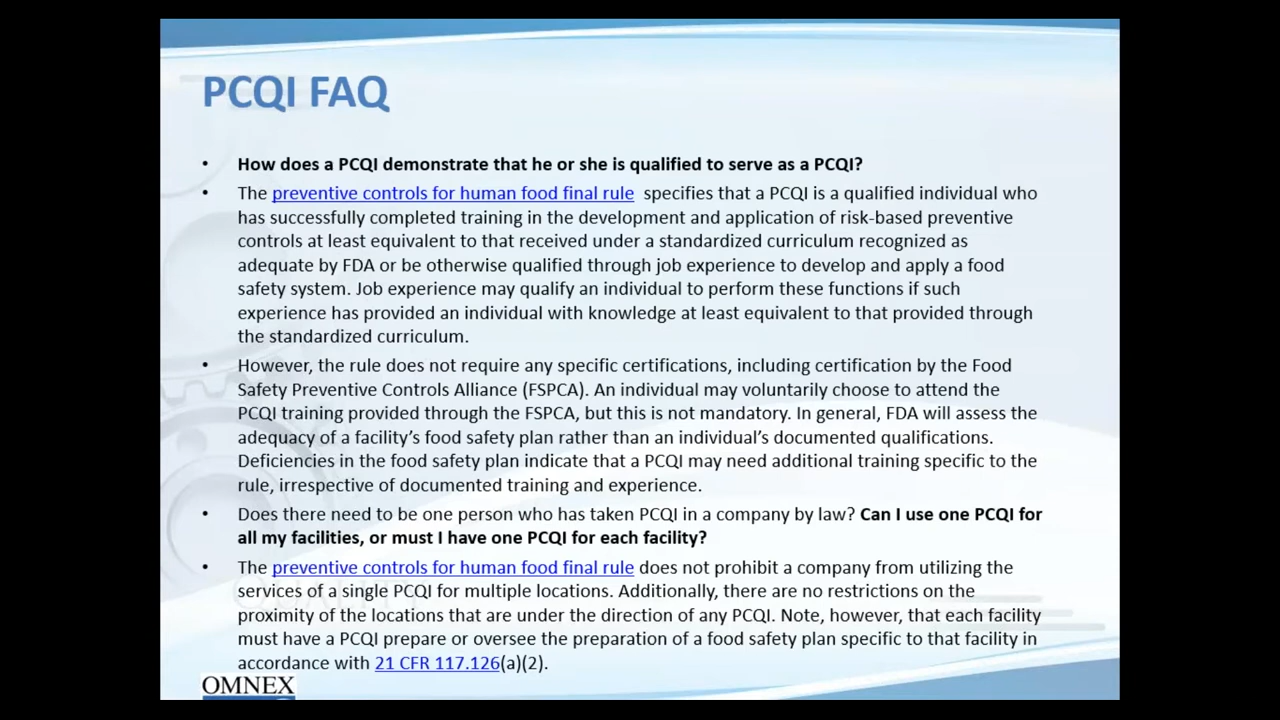 PCQI FAQ
• How does a PCQI demonstrate that he or she is qualified to serve as a PCQI?
• The preventive controls for human food final rule specifies that a PCQI is a qualified individual who
has successfully completed training in the development and application of risk-based preventive
controls at least equivalent to that received under a standardized curriculum recognized as
adequate by FDA or be otherwise qualified through job experience to develop and apply a food
safety system. Job experience may qualify an individual to perform these functions if such
experience has provided an individual with knowledge at least equivalent to that provided through
the standardized curriculum.
• However, the rule does not require any specific certifications, including certification by the Food
Safety Preventive Controls Alliance (FSPCA). An individual may voluntarily choose to attend the
PCQI training provided through the FSPCA, but this is not mandatory. In general, FDA will assess the
adequacy of a facility's food safety plan rather than an individual's documented qualifications.
Deficiencies in the food safety plan indicate that a PCQI may need additional training specific to the
rule, irrespective of documented training and experience.
• Does there need to be one person who has taken PCQI in a company by law? Can I use one PCQI for
all my facilities, or must I have one PCQI for each facility?
• The preventive controls for human food final rule does not prohibit a company from utilizing the
services of a single PCQI for multiple locations. Additionally, there are no restrictions on the
proximity of the locations that are under the direction of any PCQI. Note, however, that each facility
must have a PCQI prepare or oversee the preparation of a food safety plan specific to that facility in
accordance with 21 CFR 117.126(a)(2).
QUALITY
OMNEX